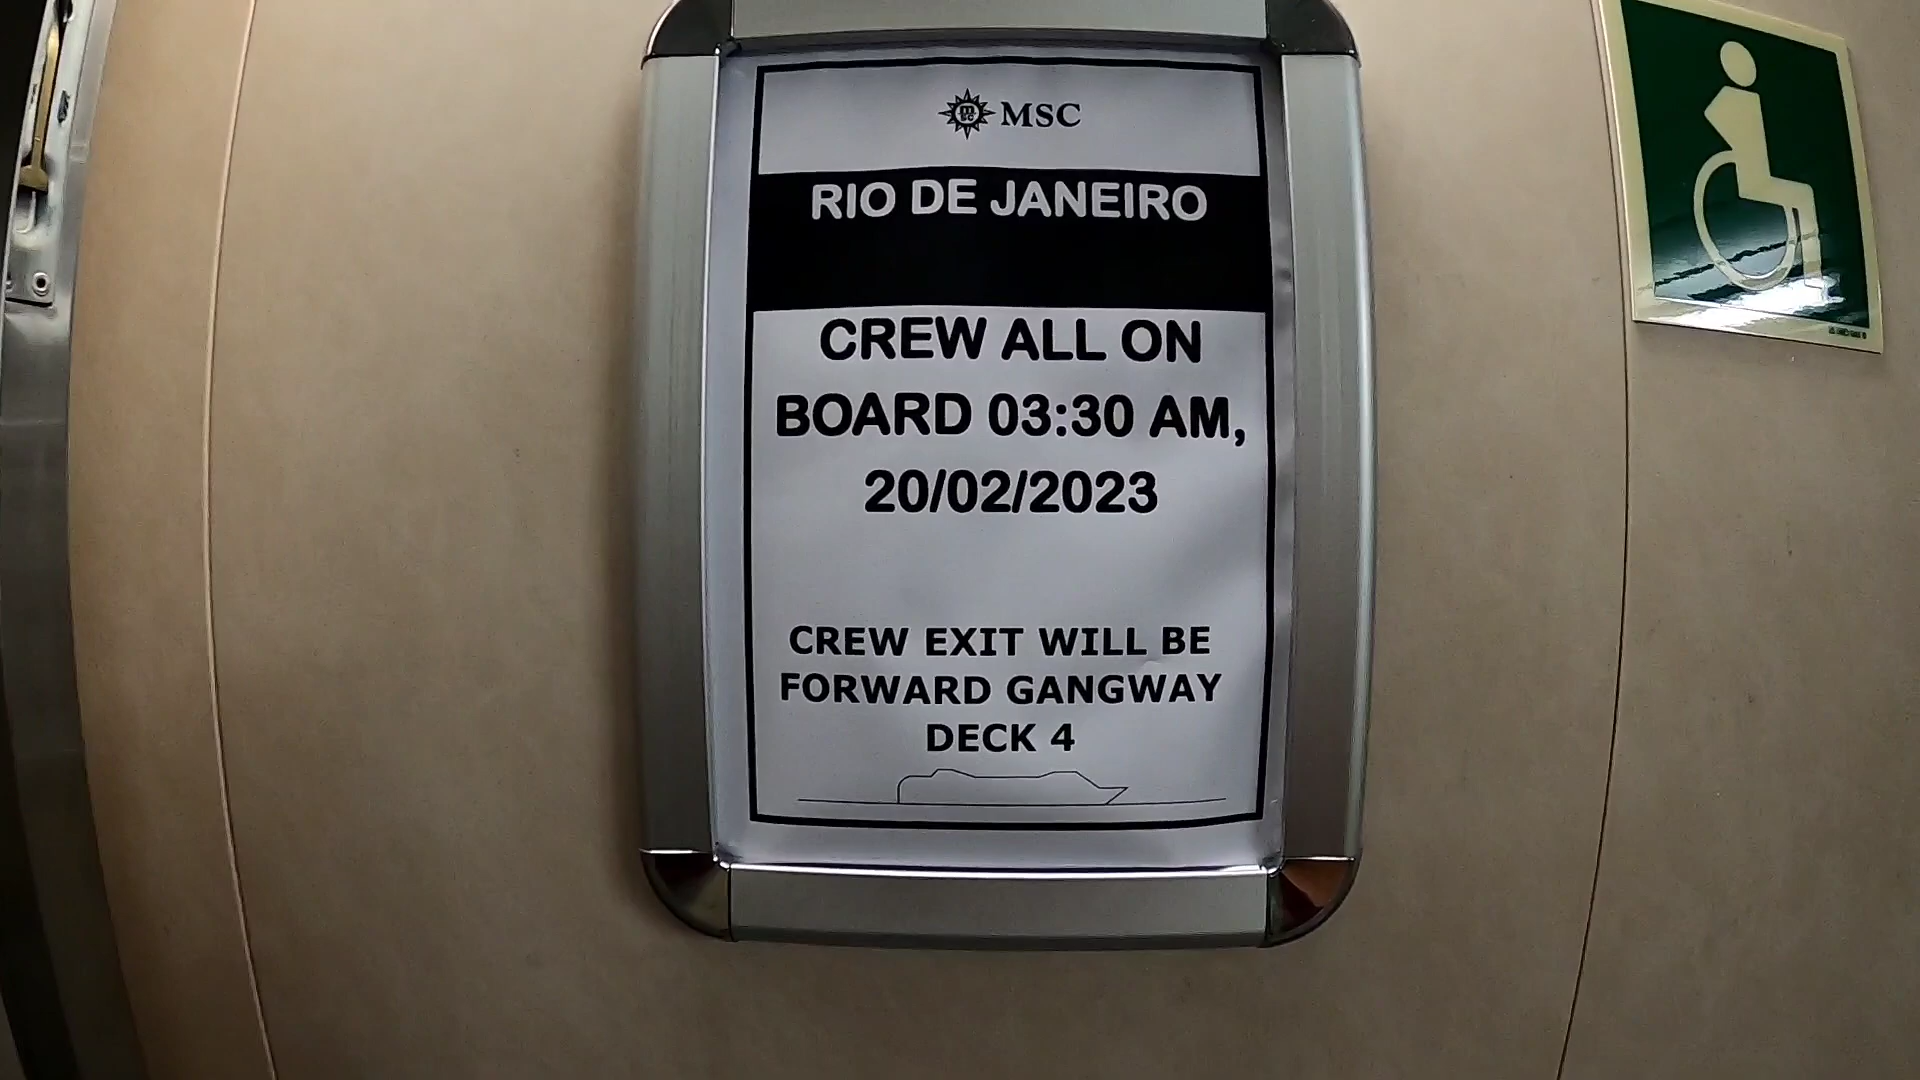 MSC
RIO DE JANEIRO
CREW ALL ON
BOARD 03:30 AM,
20/02/2023
CREW EXIT WILL BE
FORWARD GANGWAY
DECK 4